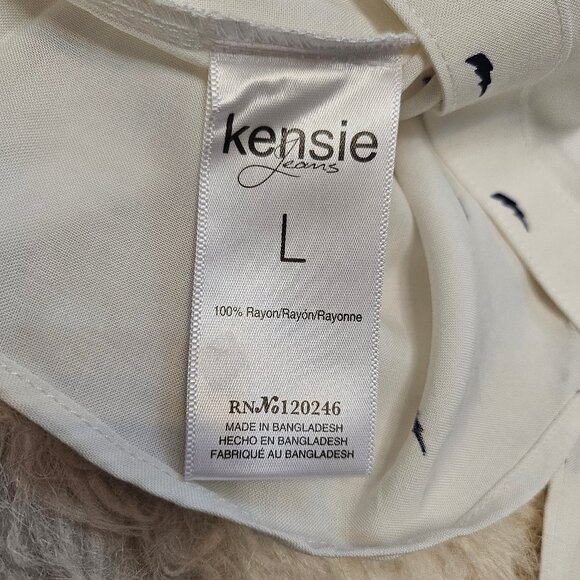 kensie
Jeans
L
100% Rayon/Rayón/Rayonne
RN№120246
MADE IN BANGLADESH
HECHO EN BANGLADESH
FABRIQUÉ AU BANGLADESH